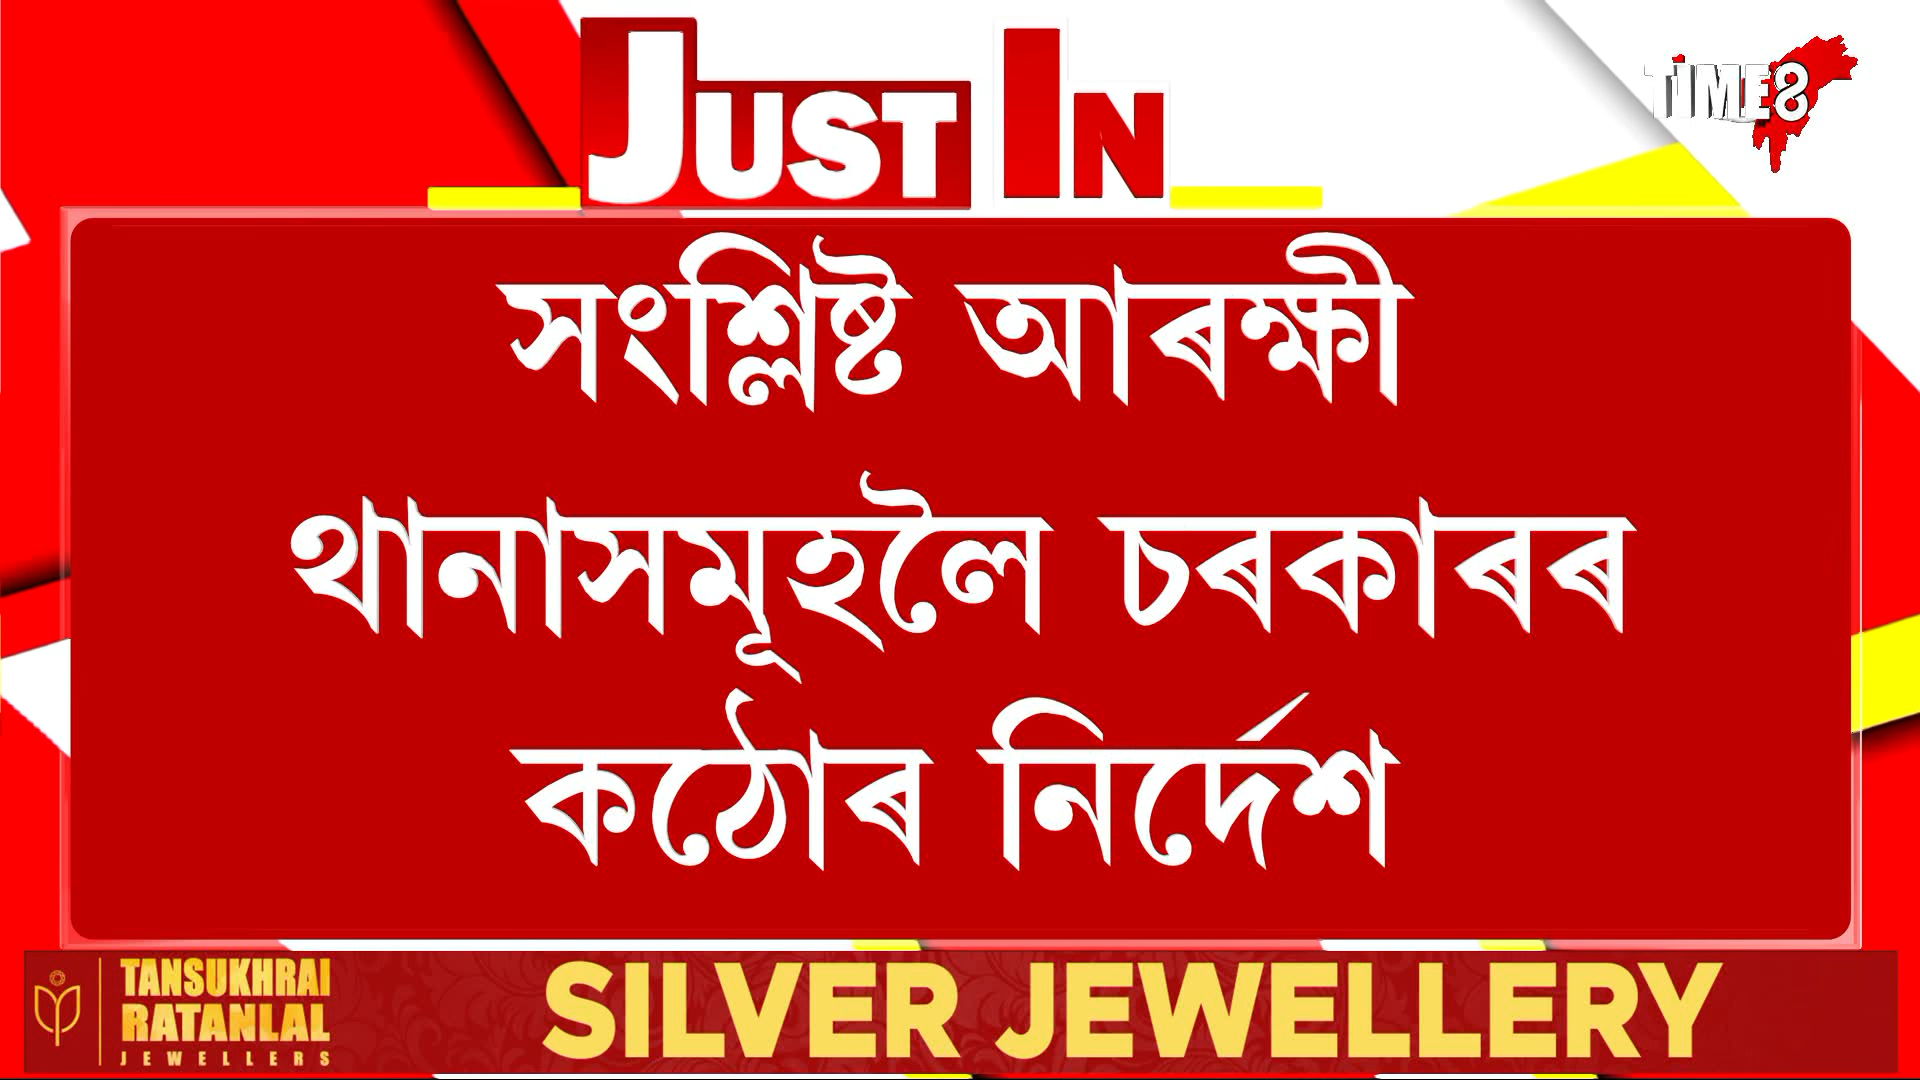 JUST IN
TIME8
সংশ্লিষ্ট আৰক্ষী
থানাসমূহলৈ চৰকাৰৰ
কঠোৰ নিৰ্দেশ
TANSUKHRAI
RATANLAL
JEWELLERS
SILVER JEWELLERY